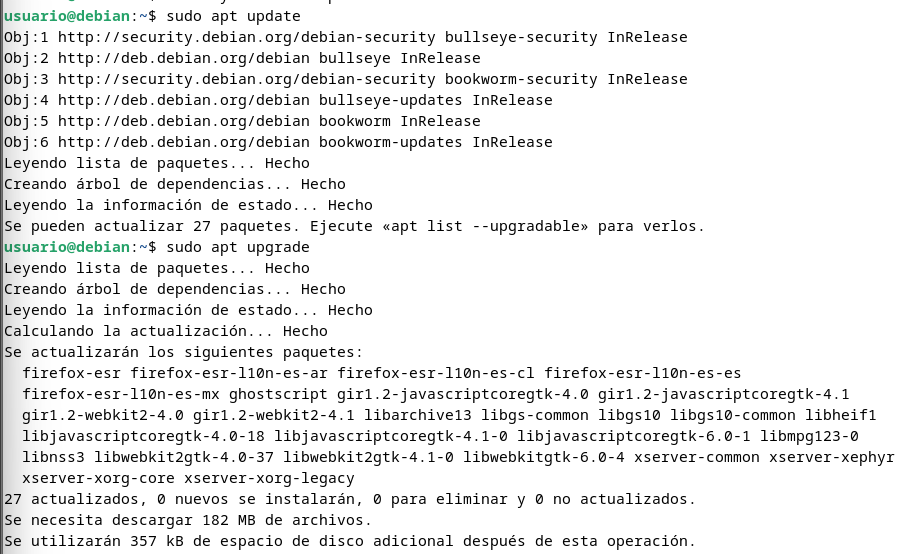 usuario@debian:~$ sudo apt update
Obj:1 http://security.debian.org/debian-security bullseye-security InRelease
Obj:2 http://deb.debian.org/debian bullseye InRelease
Obj:3 http://security.debian.org/debian-security bookworm-security InRelease
Obj:4 http://deb.debian.org/debian bullseye-updates InRelease
Obj:5 http://deb.debian.org/debian bookworm InRelease
Obj:6 http://deb.debian.org/debian bookworm-updates InRelease
Leyendo lista de paquetes... Hecho
Creando árbol de dependencias... Hecho
Leyendo la información de estado... Hecho
Se pueden actualizar 27 paquetes. Ejecute «apt list --upgradable» para verlos.
usuario@debian:~$ sudo apt upgrade
Leyendo lista de paquetes... Hecho
Creando árbol de dependencias... Hecho
Leyendo la información de estado... Hecho
Calculando la actualización... Hecho
Se actualizarán los siguientes paquetes:
  firefox-esr firefox-esr-l10n-es-ar firefox-esr-l10n-es-cl firefox-esr-l10n-es-es
  firefox-esr-l10n-es-mx ghostscript gir1.2-javascriptcoregtk-4.0 gir1.2-javascriptcoregtk-4.1
  gir1.2-webkit2-4.0 gir1.2-webkit2-4.1 libarchive13 libgs-common libgs10 libgs10-common libheif1
  libjavascriptcoregtk-4.0-18 libjavascriptcoregtk-4.1-0 libjavascriptcoregtk-6.0-1 libmpg123-0
  libnss3 libwebkit2gtk-4.0-37 libwebkit2gtk-4.1-0 libwebkitgtk-6.0-4 xserver-common xserver-xephyr
  xserver-xorg-core xserver-xorg-legacy
27 actualizados, 0 nuevos se instalarán, 0 para eliminar y 0 no actualizados.
Se necesita descargar 182 MB de archivos.
Se utilizarán 357 kB de espacio de disco adicional después de esta operación.